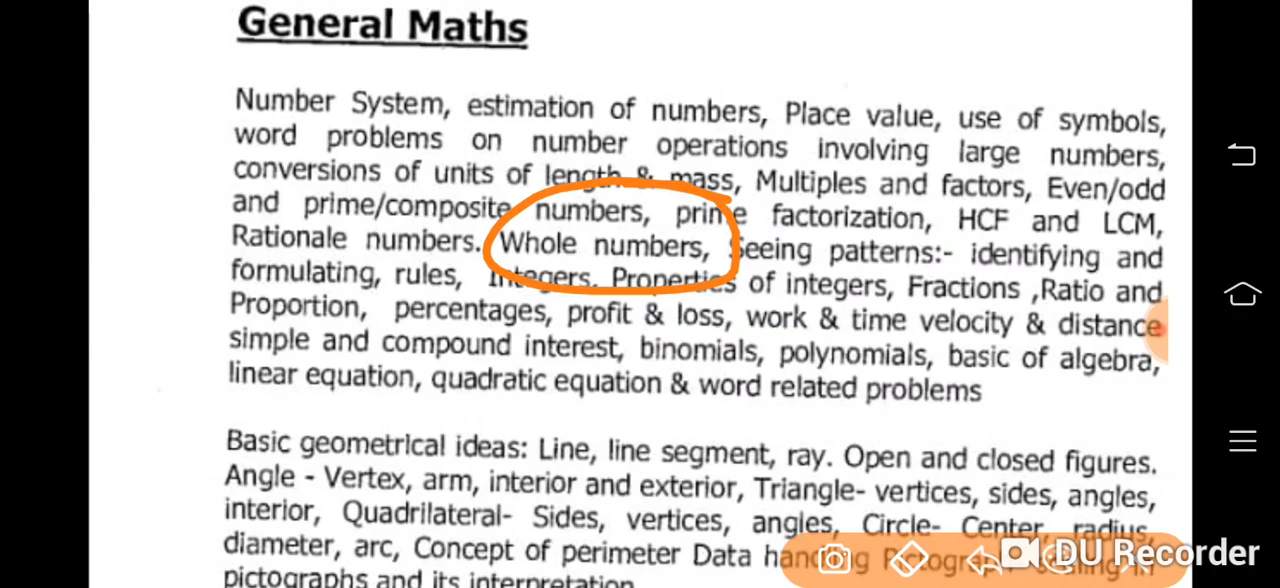 General Maths
Number System, estimation of numbers, Place value, use of symbols,
word problems on number operations involving large numbers,
conversions of units of length & mass, Multiples and factors, Even/odd
and prime/composite numbers, prime factorization, HCF and LCM,
Rationale numbers. Whole numbers, Seeing patterns:- identifying and
formulating, rules, Integers, Properties of integers, Fractions ,Ratio and
Proportion, percentages, profit & loss, work & time velocity & distance
simple and compound interest, binomials, polynomials, basic of algebra,
linear equation, quadratic equation & word related problems
Basic geometrical ideas: Line, line segment, ray. Open and closed figures.
Angle - Vertex, arm, interior and exterior, Triangle- vertices, sides, angles,
interior, Quadrilateral- Sides, vertices, angles, Circle- Center, radius,
diameter, arc, Concept of perimeter Data
pictographs and its interpretation
DU Recorder